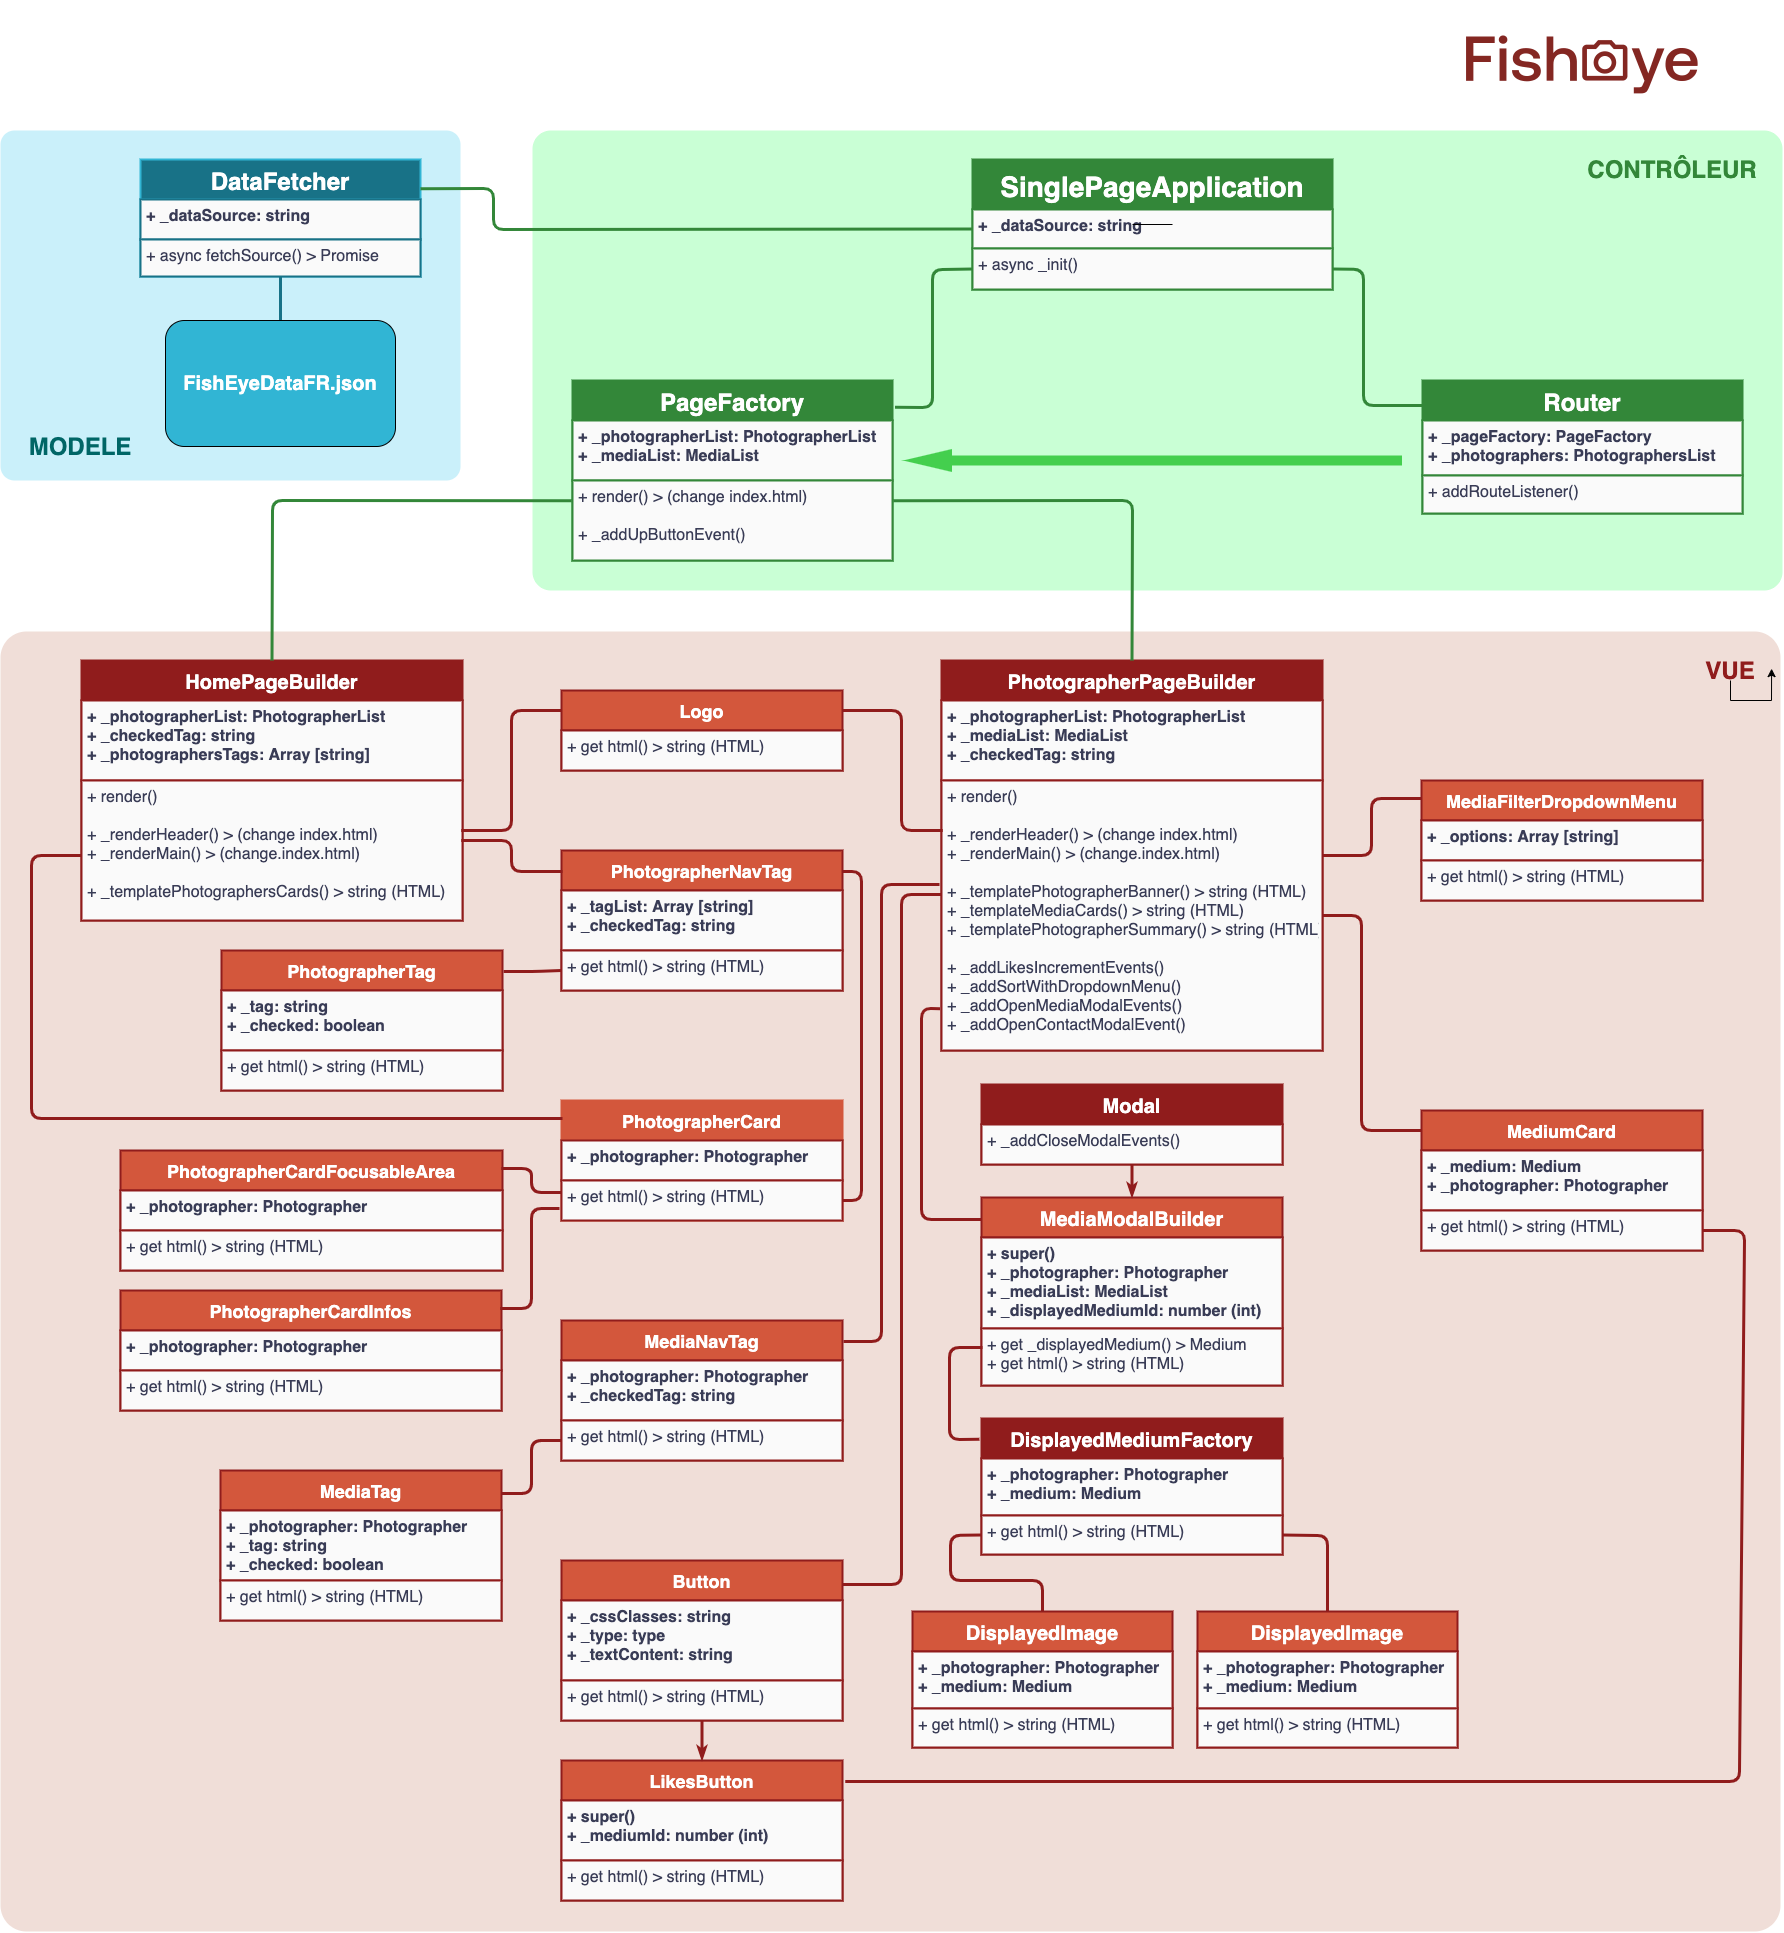 Fish ye
CONTRÔLEUR
DataFetcher
+ _dataSource: string
+ async fetchSource() > Promise
FishEyeDataFR.json
MODELE
SinglePageApplication
+ _dataSource: string
+ async _init()
PageFactory
+ _photographerList: PhotographerList
+ _mediaList: MediaList
+ render() > (change index.html)
+ _addUpButtonEvent()
Router
+ _pageFactory: PageFactory
+ _photographers: PhotographersList
+ addRouteListener()
VUE
HomePageBuilder
+ _photographerList: PhotographerList
+ _checkedTag: string
+ _photographersTags: Array [string]
+ render()
+ _renderHeader() > (change index.html)
+ _renderMain() > (change.index.html)
+ _templatePhotographersCards() > string (HTML)
Logo
+ get html() > string (HTML)
PhotographerPageBuilder
+ _photographerList: PhotographerList
+ _mediaList: MediaList
+ _checkedTag: string
+ render()
+ _renderHeader() > (change index.html)
+ _renderMain() > (change.index.html)
+ _templatePhotographerBanner() > string (HTML)
+ _templateMediaCards() > string (HTML)
+ _templatePhotographerSummary() > string (HTML
+ _addLikesIncrementEvents()
+ _addSortWithDropdownMenu()
+ _addOpenMediaModalEvents()
+ _addOpenContactModalEvent()
MediaFilterDropdownMenu
+ _options: Array [string]
+ get html() > string (HTML)
PhotographerNavTag
+ _tagList: Array [string]
+ _checkedTag: string
+ get html() > string (HTML)
PhotographerTag
+ _tag: string
+ _checked: boolean
+ get html() > string (HTML)
PhotographerCard
+ _photographer: Photographer
+ get html() > string (HTML)
Modal
+ _addCloseModalEvents()
MediumCard
+ _medium: Medium
+ _photographer: Photographer
+ get html() > string (HTML)
PhotographerCardFocusableArea
+ _photographer: Photographer
+ get html() > string (HTML)
MediaModalBuilder
+ super()
+ _photographer: Photographer
+ _mediaList: MediaList
+ _displayedMediumId: number (int)
+ get _displayedMedium() > Medium
+ get html() > string (HTML)
PhotographerCardInfos
+ _photographer: Photographer
+ get html() > string (HTML)
MediaNavTag
+ _photographer: Photographer
+ _checkedTag: string
+ get html() > string (HTML)
DisplayedMediumFactory
+ _photographer: Photographer
+ _medium: Medium
+ get html() > string (HTML)
MediaTag
+ _photographer: Photographer
+ _tag: string
+ _checked: boolean
+ get html() > string (HTML)
Button
+ _cssClasses: string
+ _type: type
+ _textContent: string
+ get html() > string (HTML)
DisplayedImage
+ _photographer: Photographer
+ _medium: Medium
+ get html() > string (HTML)
DisplayedImage
+ _photographer: Photographer
+ _medium: Medium
+ get html() > string (HTML)
LikesButton
+ super()
+ _mediumId: number (int)
+ get html() > string (HTML)